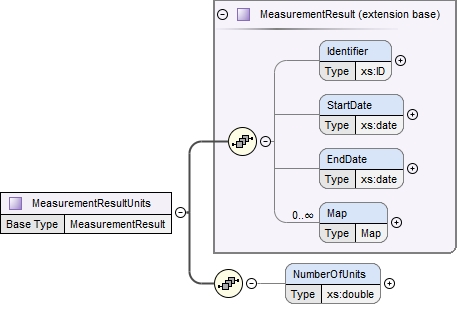 MeasurementResult (extension base)
Identifier
Type xs:ID
StartDate
Type xs:date
EndDate
Type xs:date
0..∞
Map
Type Map
MeasurementResultUnits
Base Type MeasurementResult
NumberOfUnits
Type xs:double